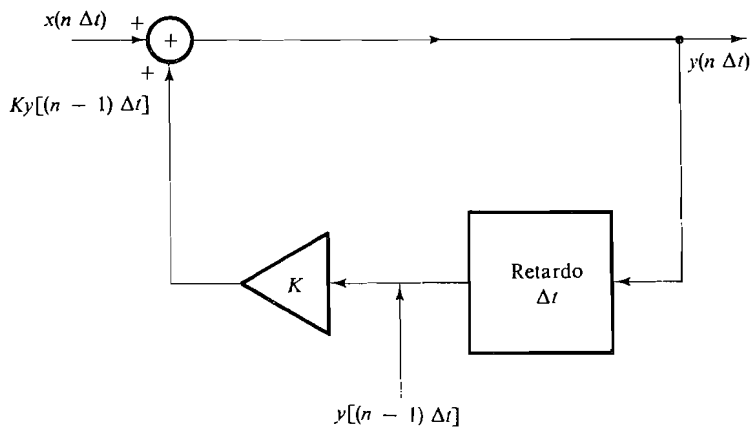 x(n Δt)
+
+
y(n Δt)
+
Ky[(n − 1) Δt]
K
Retardo
Δt
y[(n − 1) Δt]